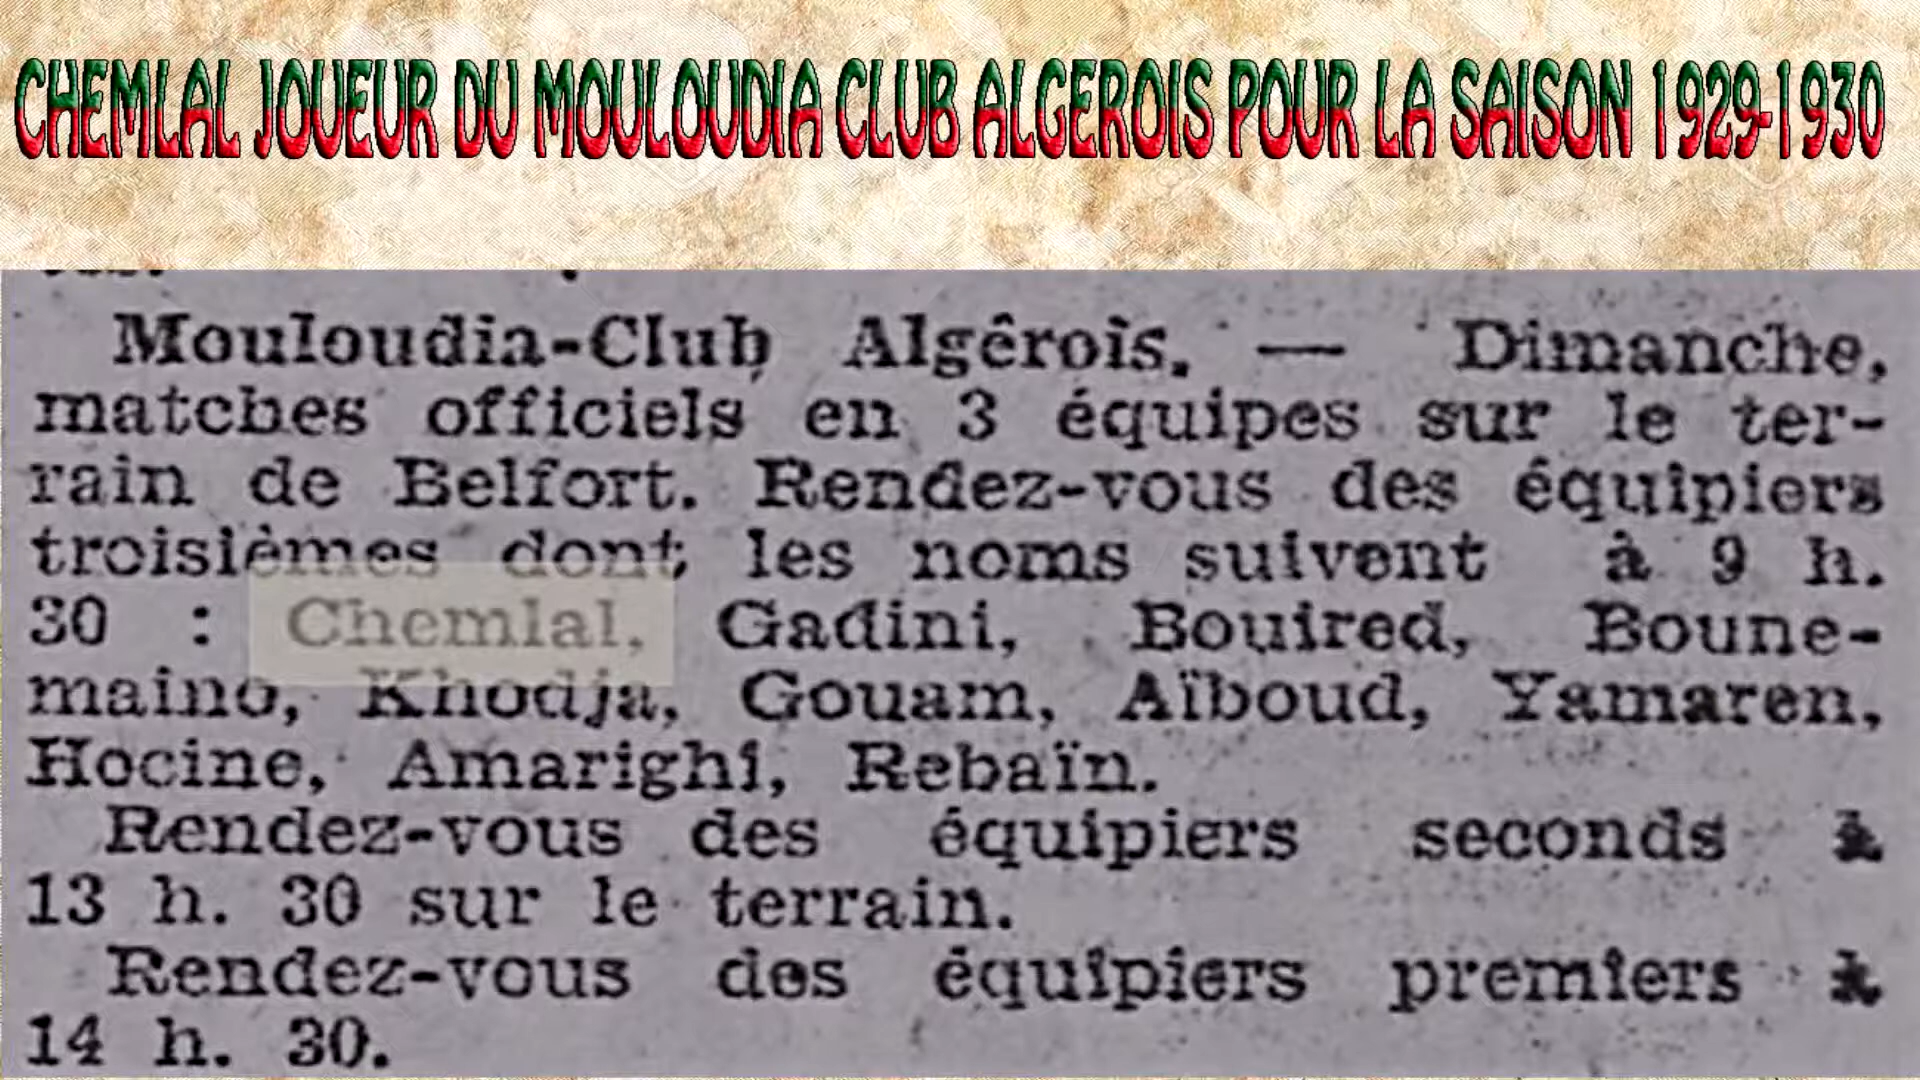 CHEMLAL JOUEUR DU MOULOUDIA CLUB ALGEROIS POUR LA SAISON 1929-1930
Mouloudia-Club Algérois. — Dimanche,
matches officiels en 3 équipes sur le ter-
rain de Belfort. Rendez-vous des équipiers
troisièmes dont les noms suivent à 9 h.
30 : Chemlal, Gadini, Bouired, Boune-
maino, Khodja, Gouam, Aïboud, Yamaren,
Hocine, Amarighi, Rebaïn.
Rendez-vous des équipiers seconds à
13 h. 30 sur le terrain.
Rendez-vous des équipiers premiers à
14 h. 30.